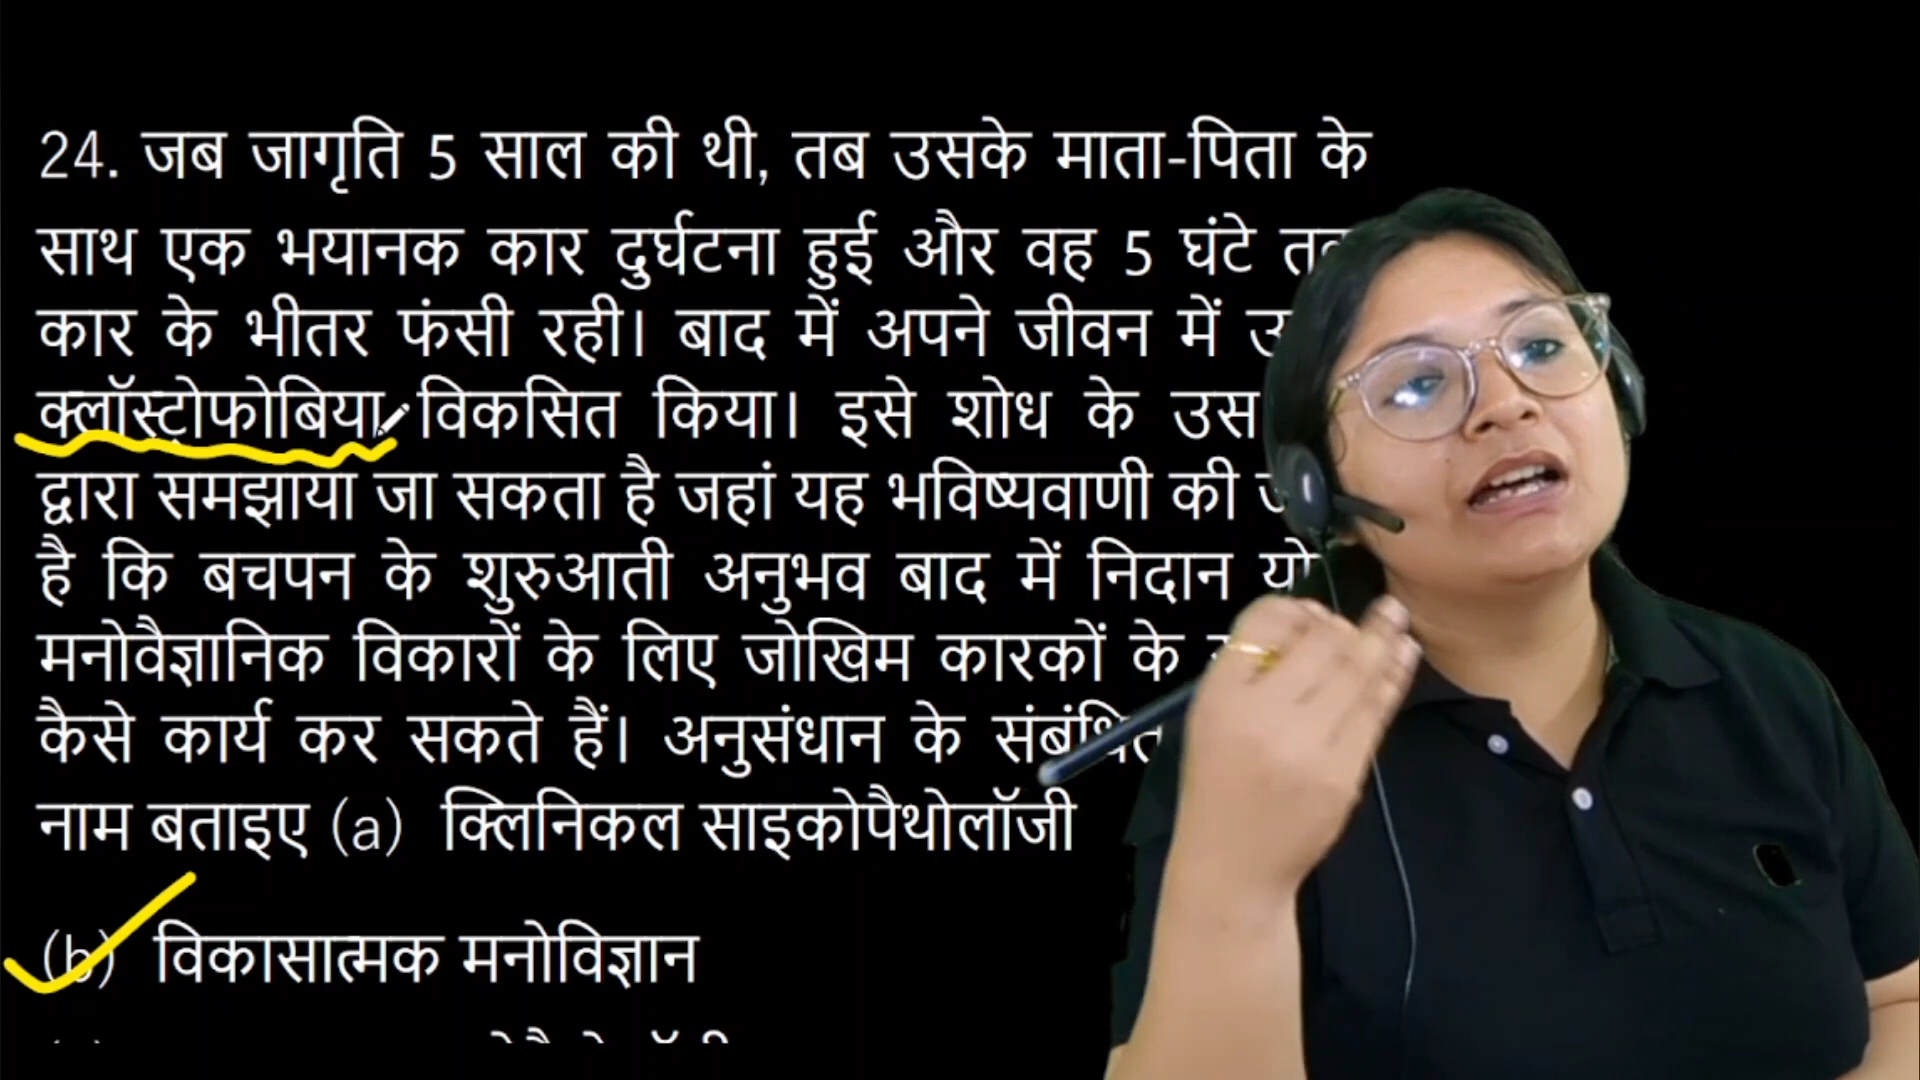 24. जब जागृति 5 साल की थी, तब उसके माता-पिता के
साथ एक भयानक कार दुर्घटना हुई और वह 5 घंटे
कार के भीतर फंसी रही। बाद में अपने जीवन में
क्लॉस्ट्रोफोबिया विकसित किया। इसे शोध के उस
द्वारा समझाया जा सकता है जहां यह भविष्यवाणी की
है कि बचपन के शुरुआती अनुभव बाद में निदान
मनोवैज्ञानिक विकारों के लिए जोखिम कारकों के
कैसे कार्य कर सकते हैं। अनुसंधान के संबंधित
नाम बताइए (a) क्लिनिकल साइकोपैथोलॉजी
(b) विकासात्मक मनोविज्ञान